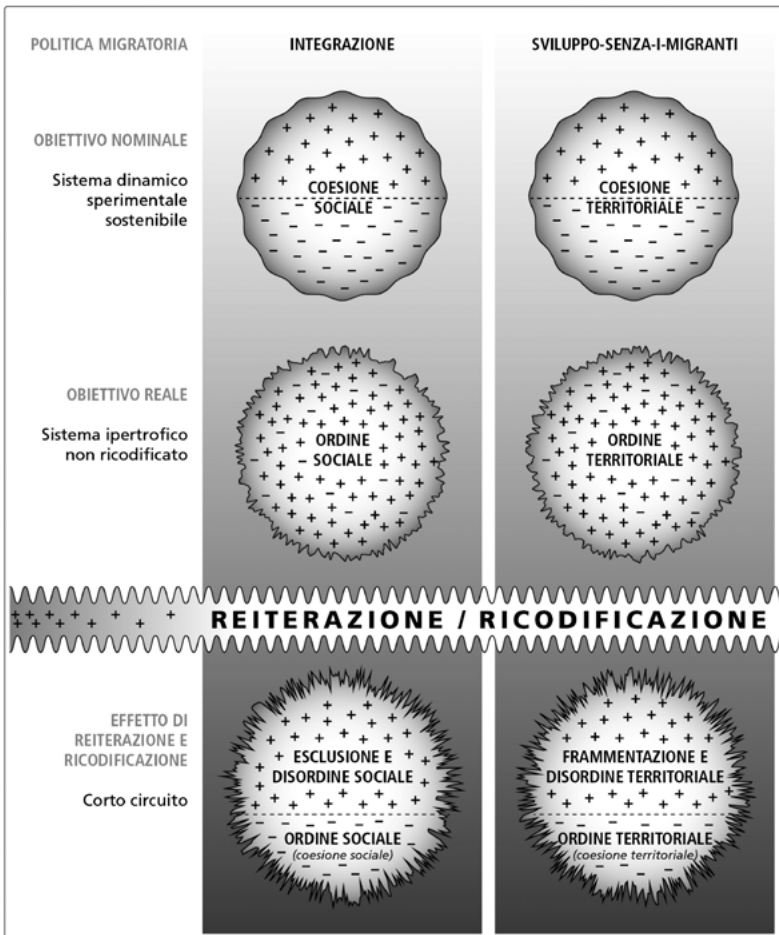 POLITICA MIGRATORIA
INTEGRAZIONE
SVILUPPO-SENZA-I-MIGRANTI
OBIETTIVO NOMINALE
Sistema dinamico
sperimentale
sostenibile
COESIONE
SOCIALE
COESIONE
TERRITORIALE
OBIETTIVO REALE
Sistema ipertrofico
non ricodificato
ORDINE
SOCIALE
ORDINE
TERRITORIALE
REITERAZIONE / RICODIFICAZIONE
EFFETTO DI
REITERAZIONE E
RICODIFICAZIONE
Corto circuito
ESCLUSIONE E
DISORDINE SOCIALE
ORDINE SOCIALE
(coesione sociale)
FRAMMENTAZIONE E
DISORDINE TERRITORIALE
ORDINE TERRITORIALE
(coesione territoriale)